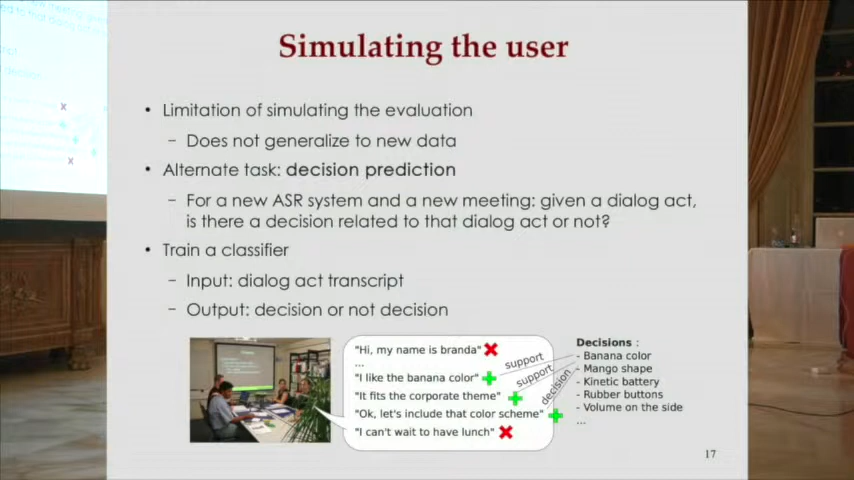 Simulating the user
• Limitation of simulating the evaluation
– Does not generalize to new data
• Alternate task: decision prediction
– For a new ASR system and a new meeting: given a dialog act,
is there a decision related to that dialog act or not?
• Train a classifier
– Input: dialog act transcript
– Output: decision or not decision
"Hi, my name is branda"
...
"I like the banana color"
"It fits the corporate theme"
"Ok, let's include that color scheme"
"I can't wait to have lunch"
support
support
decision
Decisions :
- Banana color
- Mango shape
- Kinetic battery
- Rubber buttons
- Volume on the side
...
17